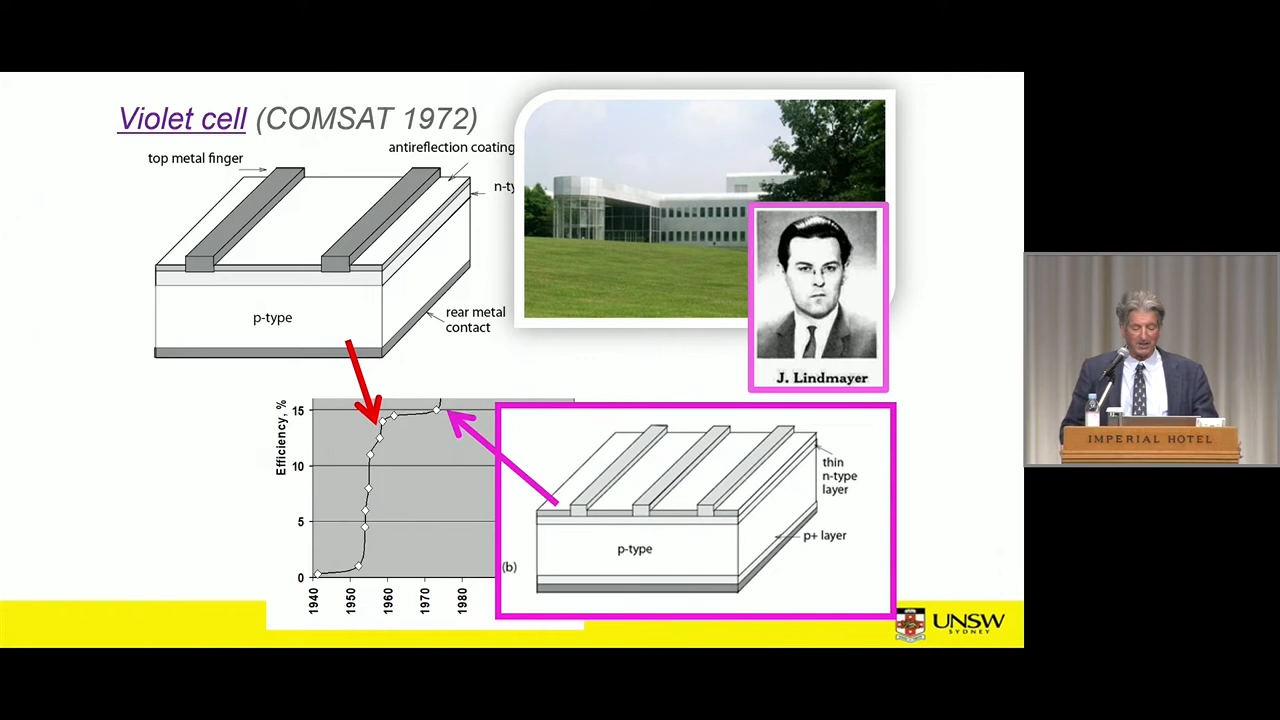 Violet cell (COMSAT 1972)
top metal finger
antireflection coating
n-ty
p-type
rear metal
contact
J. Lindmayer
Efficiency, %
15
10
5
0
1940
1950
1960
1970
1980
thin
n-type
layer
p-type
p+ layer
(b)
UNSW
SYDNEY
IMPERIAL HOTEL